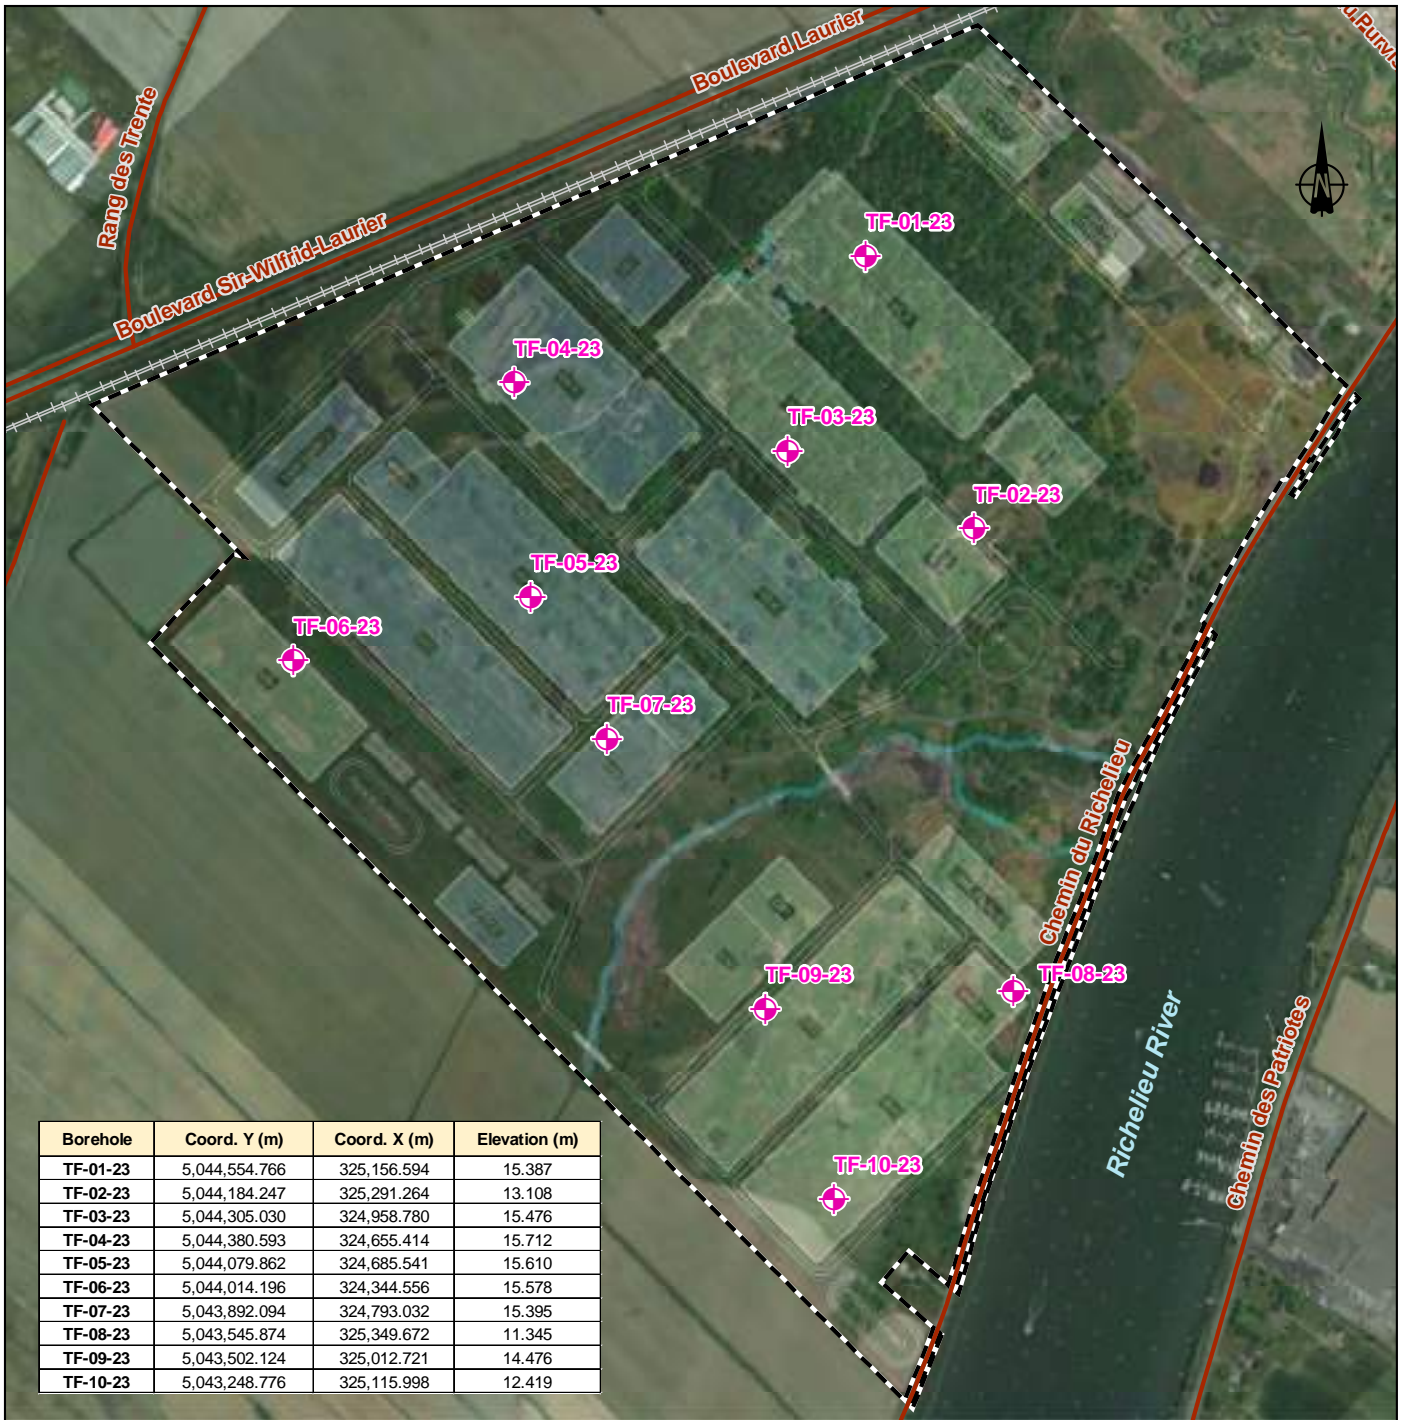 Boulevard Laurier
u.Purvis
Rang des Trente
N
TF-01-23
Boulevard Sir-Wilfrid-Laurier
TF-04-23
TF-03-23
TF-02-23
TF-05-23
TF-06-23
TF-07-23
Chemin du Richelieu
TF-09-23
TF-08-23
Richelieu River
Chemin des Patriotes
TF-10-23
Borehole Coord. Y (m) Coord. X (m) Elevation (m)
TF-01-23 5,044,554.766 325,156.594 15.387
TF-02-23 5,044,184.247 325,291.264 13.108
TF-03-23 5,044,305.030 324,958.780 15.476
TF-04-23 5,044,380.593 324,655.414 15.712
TF-05-23 5,044,079.862 324,685.541 15.610
TF-06-23 5,044,014.196 324,344.556 15.578
TF-07-23 5,043,892.094 324,793.032 15.395
TF-08-23 5,043,545.874 325,349.672 11.345
TF-09-23 5,043,502.124 325,012.721 14.476
TF-10-23 5,043,248.776 325,115.998 12.419